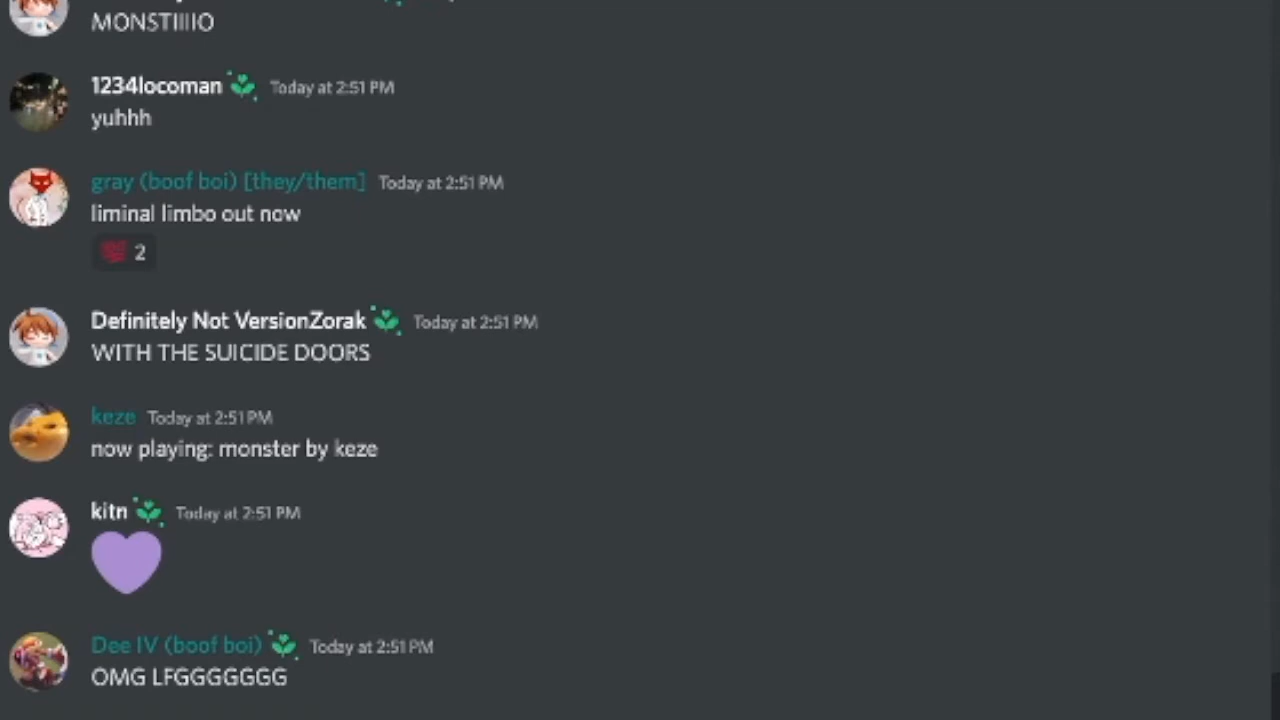 MONSTIIIIO
1234locoman Today at 2:51 PM
yuhhh
gray (boof boi) [they/them] Today at 2:51 PM
liminal limbo out now
2
Definitely Not VersionZorak Today at 2:51 PM
WITH THE SUICIDE DOORS
keze Today at 2:51 PM
now playing: monster by keze
kitn Today at 2:51 PM
Dee IV (boof boi) Today at 2:51 PM
OMG LFGGGGGGG